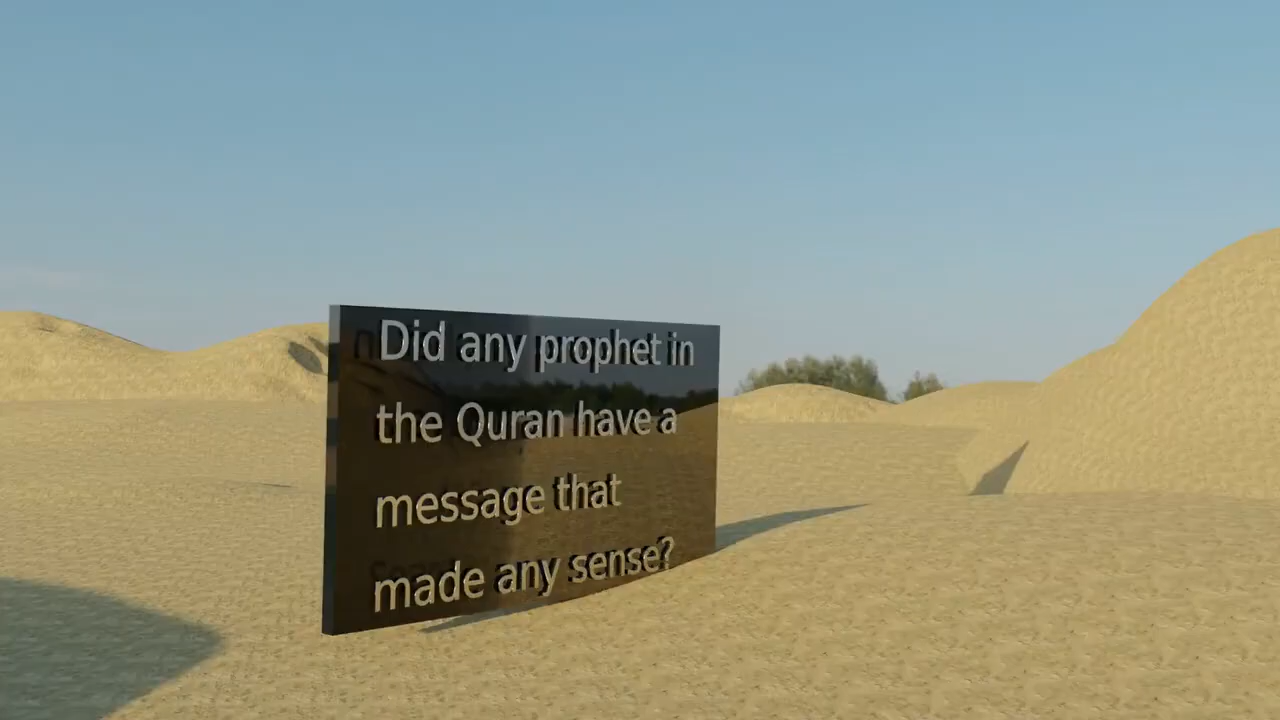 Did any prophet in
the Quran have a
message that
made any sense?